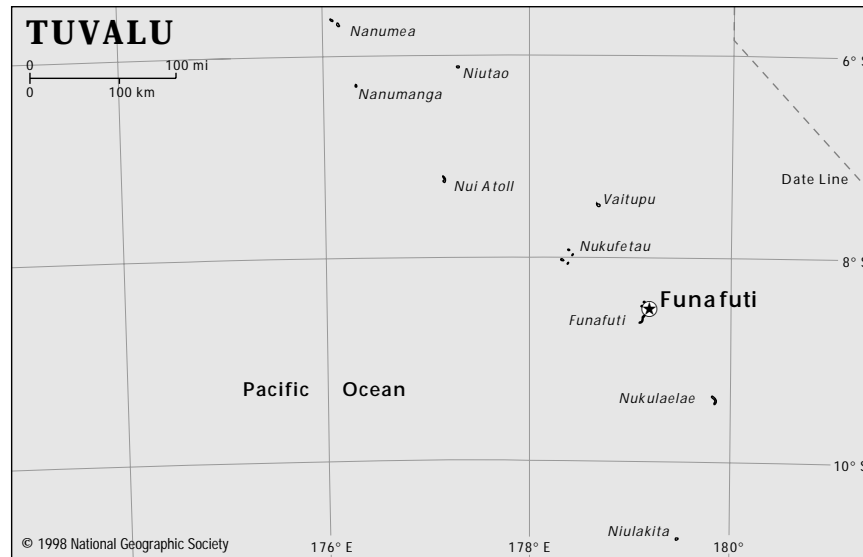 TUVALU
0 100 mi
0 100 km
Nanumea
Niutao
Nanumanga
6° S
Date Line
Nui Atoll
Vaitupu
Nukufetau
8° S
Funafuti
Funafuti
Pacific Ocean
Nukulaelae
10° S
Niulakita
© 1998 National Geographic Society
176° E
178° E
180°